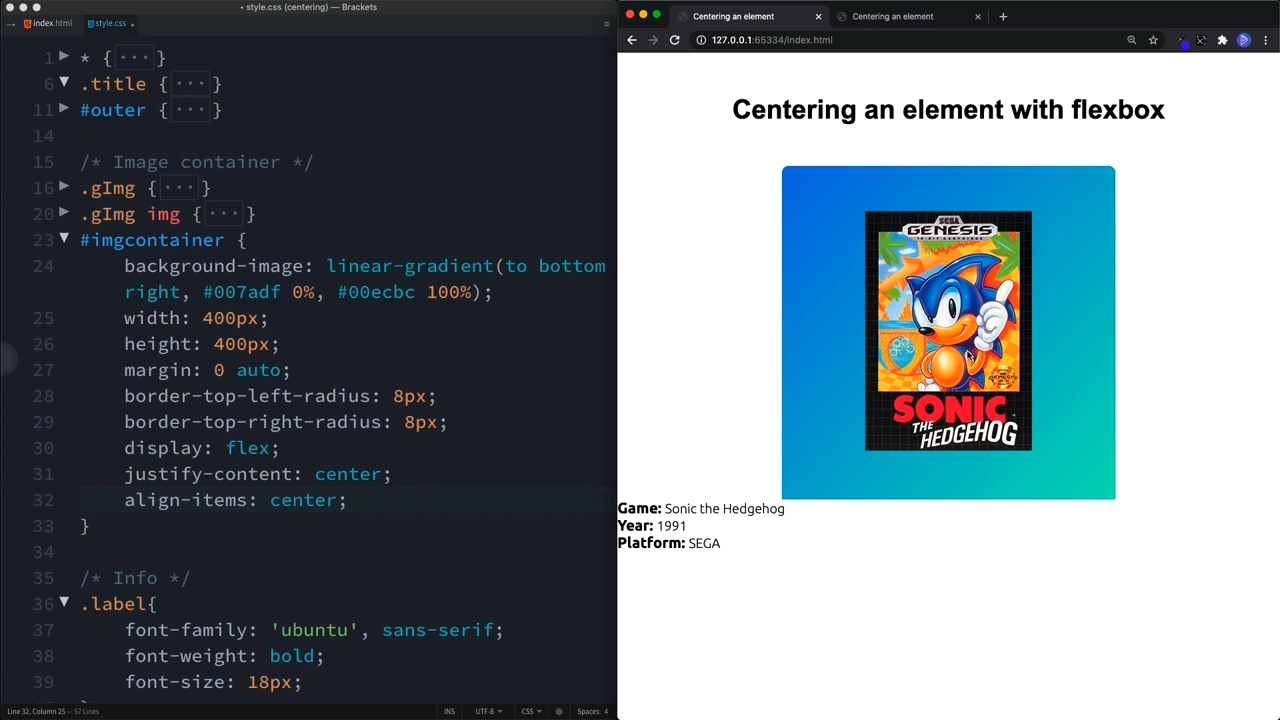 • style.css (centering) — Brackets
index.html
style.css •
1 * {•••}
6 .title {•••}
11 #outer {•••}
14
15 /* Image container */
16 .gImg {•••}
20 .gImg img {•••}
23 #imgcontainer {
24 background-image: linear-gradient(to bottom
right, #007adf 0%, #00ecbc 100%);
25 width: 400px;
26 height: 400px;
27 margin: 0 auto;
28 border-top-left-radius: 8px;
29 border-top-right-radius: 8px;
30 display: flex;
31 justify-content: center;
32 align-items: center;
33 }
34
35 /* Info */
36 .label{
37 font-family: 'ubuntu', sans-serif;
38 font-weight: bold;
39 font-size: 18px;
Line 32, Column 25 — 57 Lines
INS UTF-8 CSS Spaces: 4
Centering an element
Centering an element
127.0.0.1:65334/index.html
Centering an element with flexbox
SEGA
GENESIS
SONIC
THE
HEDGEHOG
Game: Sonic the Hedgehog
Year: 1991
Platform: SEGA